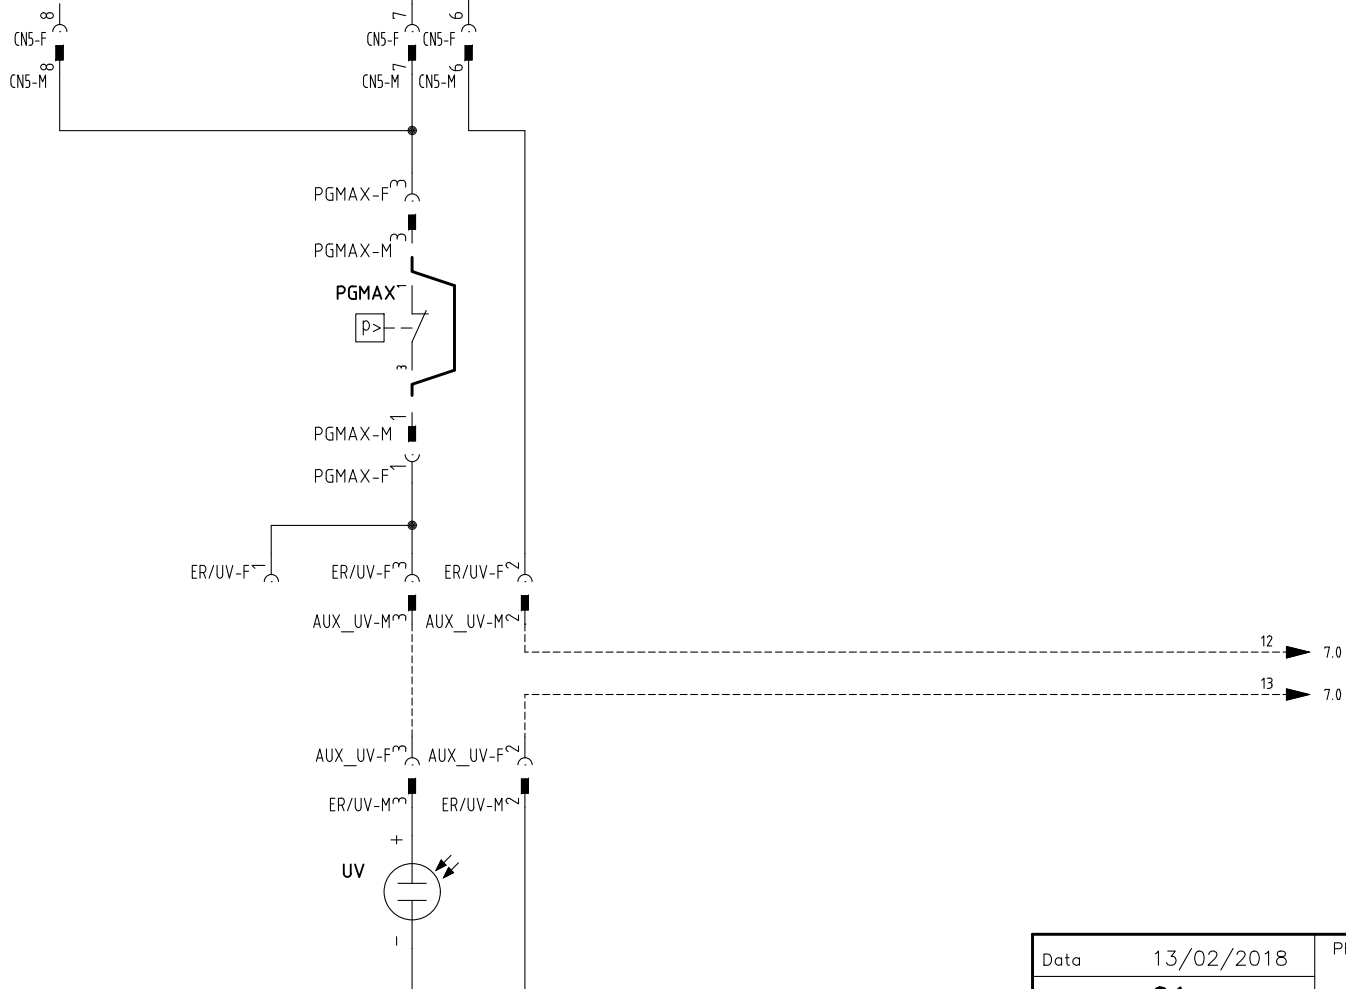 8 7 6
CN5-F CN5-F CN5-F
8 7 6
CN5-M CN5-M CN5-M
PGMAX-F 3
PGMAX-M 3
PGMAX 1
p>
3
PGMAX-M 1
PGMAX-F 1
ER/UV-F 1 ER/UV-F 3 ER/UV-F 2
AUX_UV-M 3 AUX_UV-M 2
12 7.0
13 7.0
AUX_UV-F 3 AUX_UV-F 2
ER/UV-M 3 ER/UV-M 2
+
UV
-
Data 13/02/2018